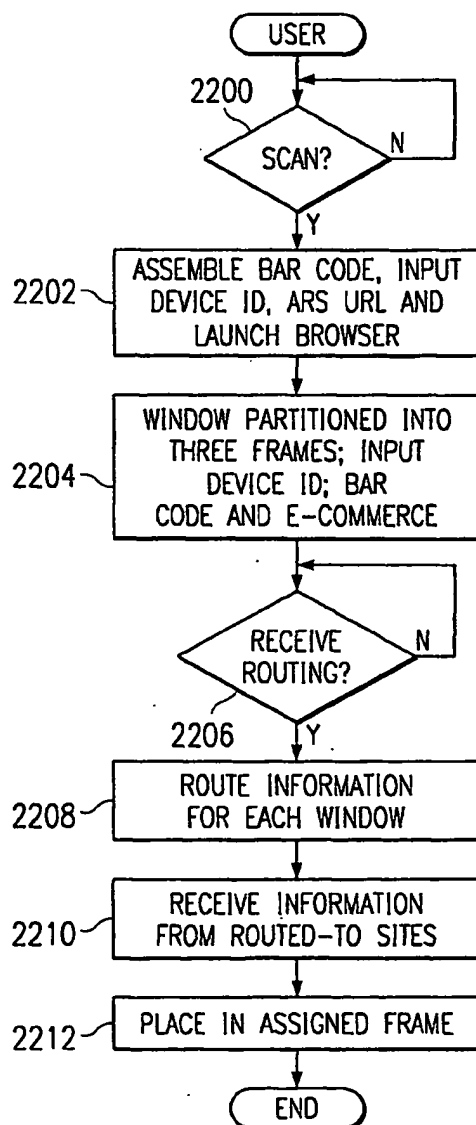 USER
2200
SCAN?
N
Y
2202
ASSEMBLE BAR CODE, INPUT
DEVICE ID, ARS URL AND
LAUNCH BROWSER
2204
WINDOW PARTITIONED INTO
THREE FRAMES; INPUT
DEVICE ID; BAR
CODE AND E-COMMERCE
RECEIVE
ROUTING?
N
2206
Y
2208
ROUTE INFORMATION
FOR EACH WINDOW
2210
RECEIVE INFORMATION
FROM ROUTED-TO SITES
2212
PLACE IN ASSIGNED FRAME
END